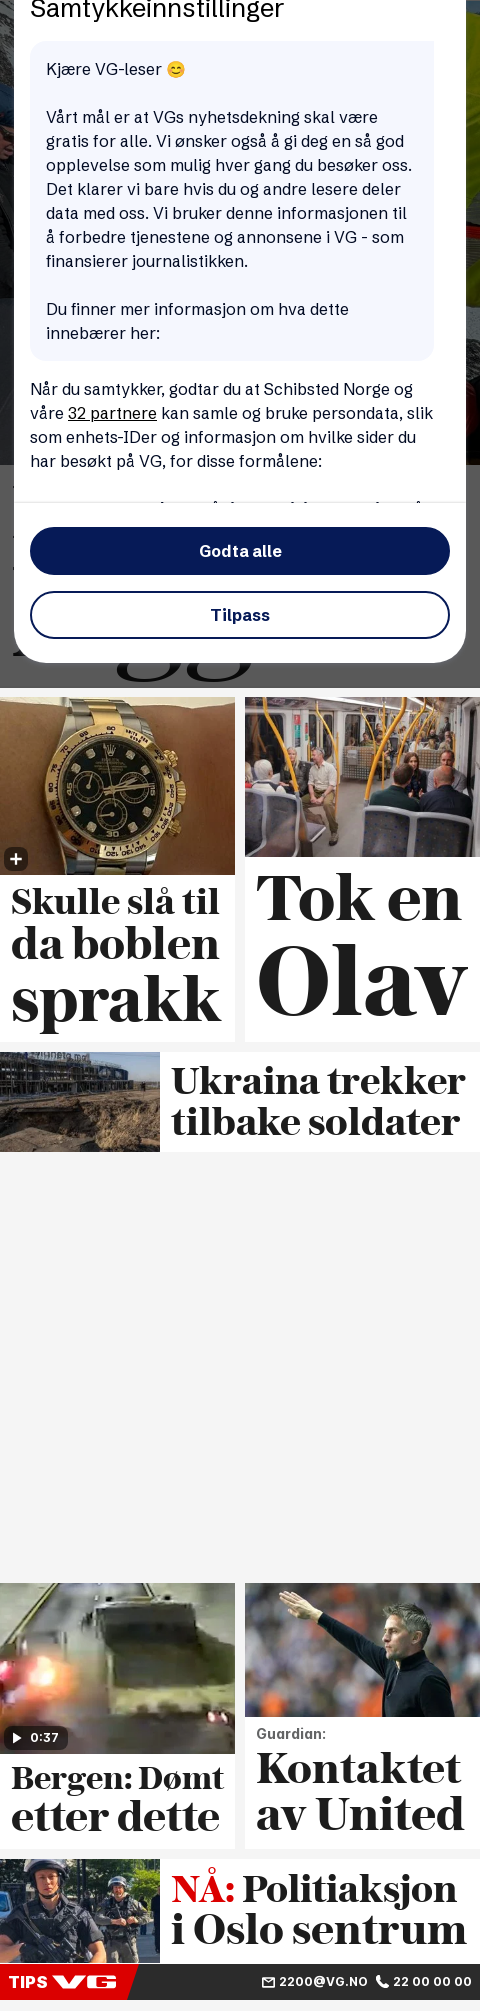 Samtykkeinnstillinger
Kjære VG-leser 😊
Vårt mål er at VGs nyhetsdekning skal være
gratis for alle. Vi ønsker også å gi deg en så god
opplevelse som mulig hver gang du besøker oss.
Det klarer vi bare hvis du og andre lesere deler
data med oss. Vi bruker denne informasjonen til
å forbedre tjenestene og annonsene i VG - som
finansierer journalistikken.
Du finner mer informasjon om hva dette
innebærer her:
Når du samtykker, godtar du at Schibsted Norge og
våre 32 partnere kan samle og bruke persondata, slik
som enhets-IDer og informasjon om hvilke sider du
har besøkt på VG, for disse formålene:
Godta alle
Tilpass
Skulle slå til
da boblen
sprakk
Tok en
Olav
Ukraina trekker
tilbake soldater
0:37
Bergen: Dømt
etter dette
Guardian:
Kontaktet
av United
NÅ: Politiaksjon
i Oslo sentrum
TIPS VG
2200@VG.NO 22 00 00 00